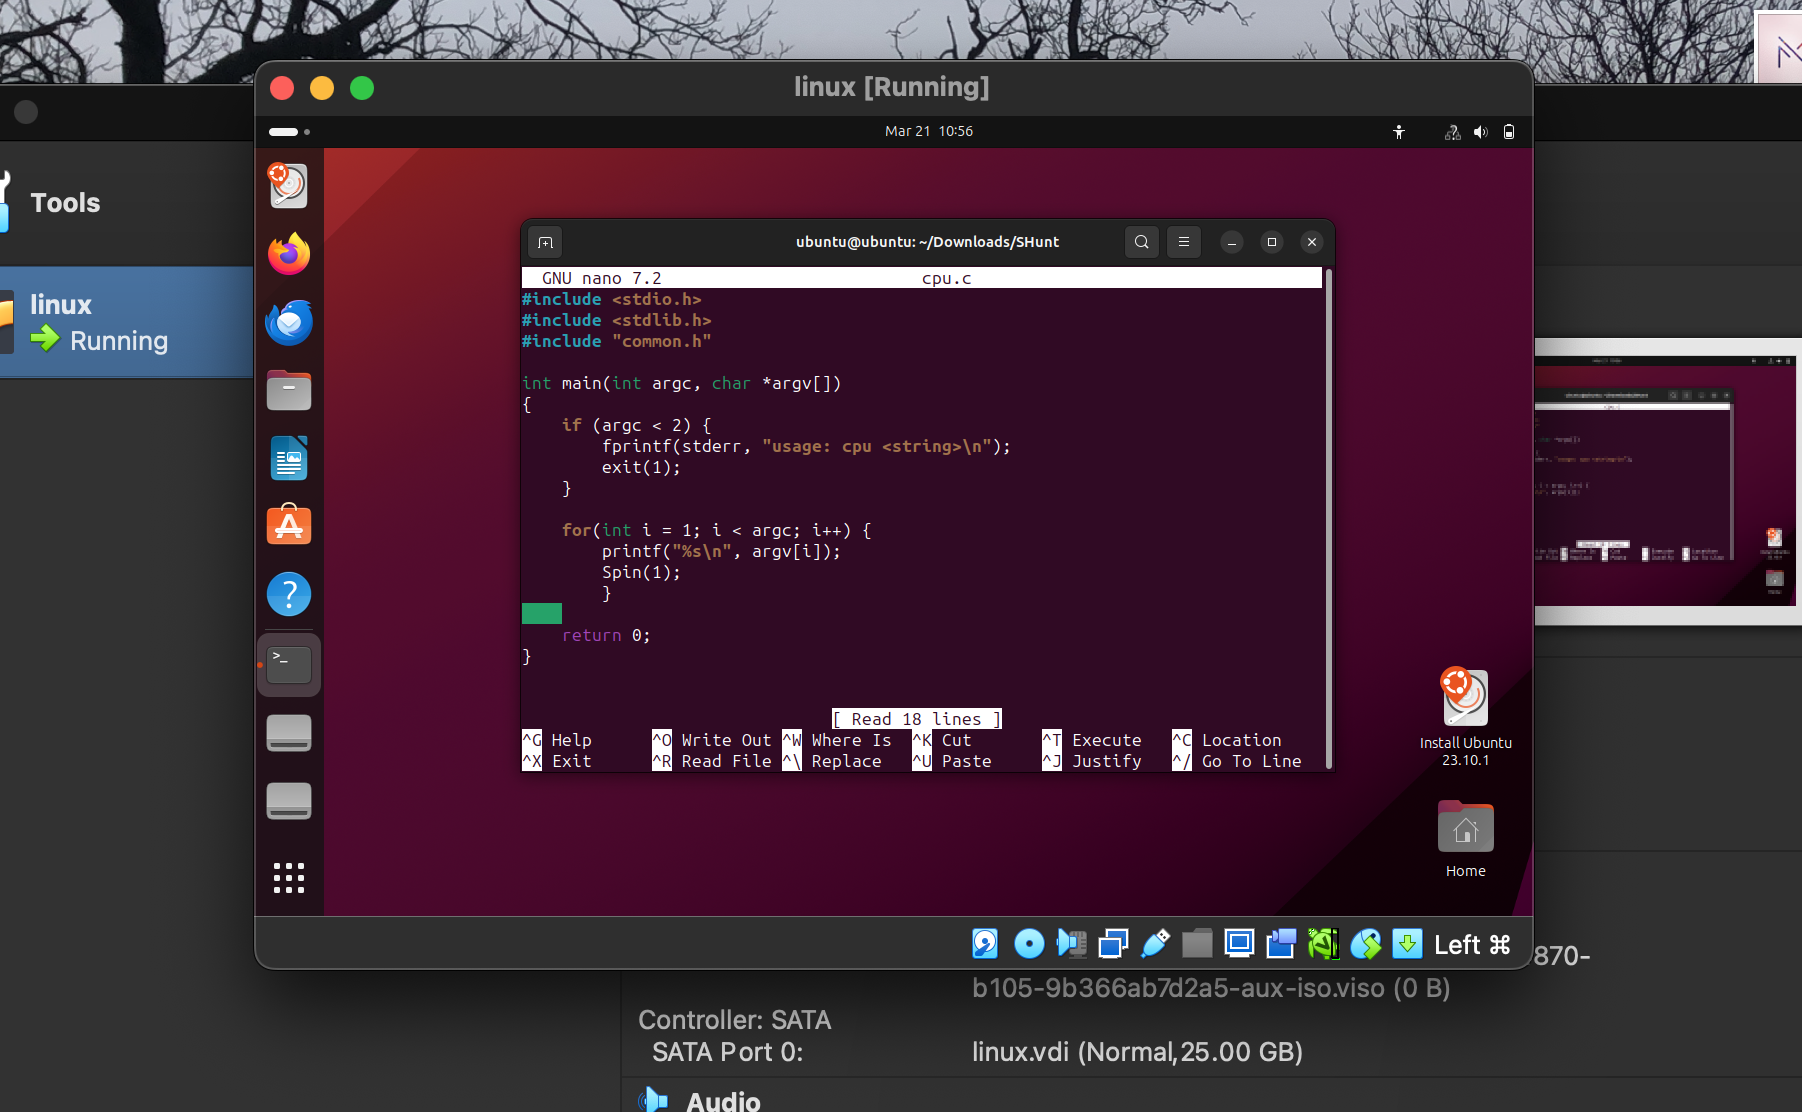 linux [Running]
Mar 21 10:56
Tools
linux
Running
ubuntu@ubuntu: ~/Downloads/SHunt
GNU nano 7.2 cpu.c
#include <stdio.h>
#include <stdlib.h>
#include "common.h"
int main(int argc, char *argv[])
{
if (argc < 2) {
fprintf(stderr, "usage: cpu <string>\n");
exit(1);
}
for(int i = 1; i < argc; i++) {
printf("%s\n", argv[i]);
Spin(1);
}
return 0;
}
[ Read 18 lines ]
^G Help ^O Write Out ^W Where Is ^K Cut ^T Execute ^C Location
^X Exit ^R Read File ^\ Replace ^U Paste ^J Justify ^/ Go To Line
Install Ubuntu
23.10.1
Home
Left ⌘
870-
b105-9b366ab7d2a5-aux-iso.viso (0 B)
Controller: SATA
SATA Port 0: linux.vdi (Normal, 25.00 GB)
Audio